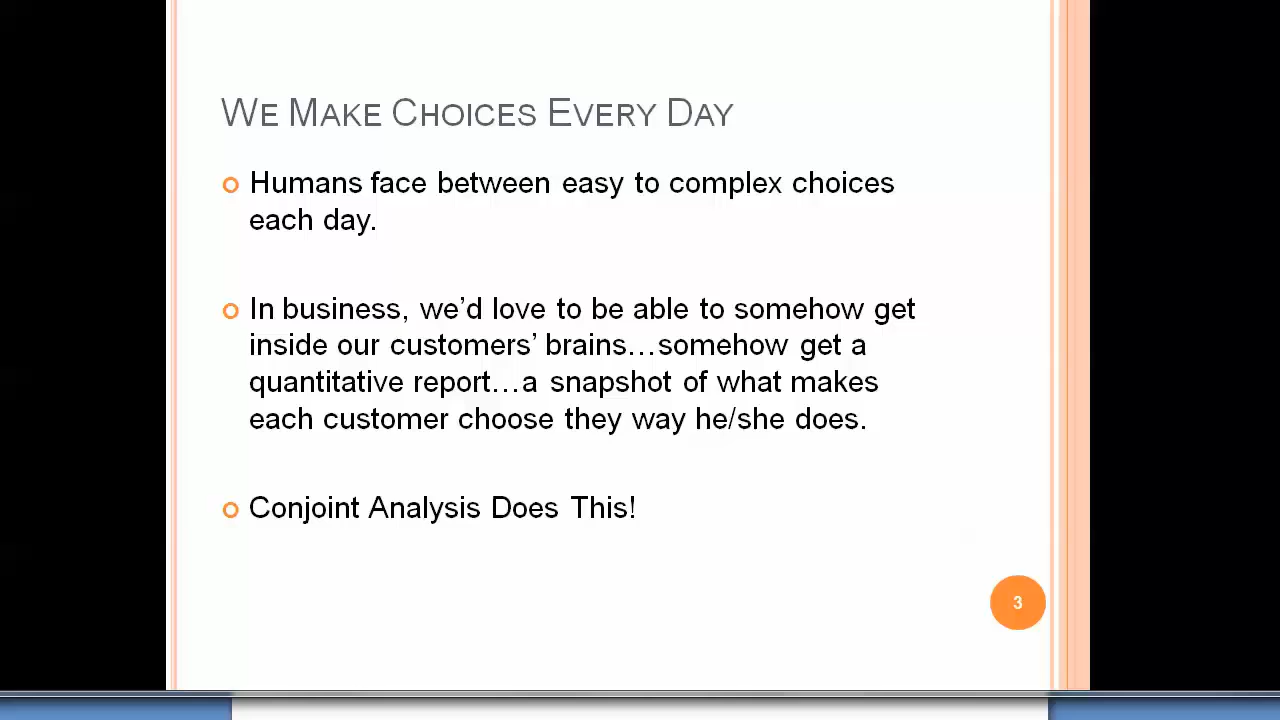 WE MAKE CHOICES EVERY DAY
Humans face between easy to complex choices
each day.
In business, we’d love to be able to somehow get
inside our customers’ brains…somehow get a
quantitative report…a snapshot of what makes
each customer choose they way he/she does.
Conjoint Analysis Does This!
3